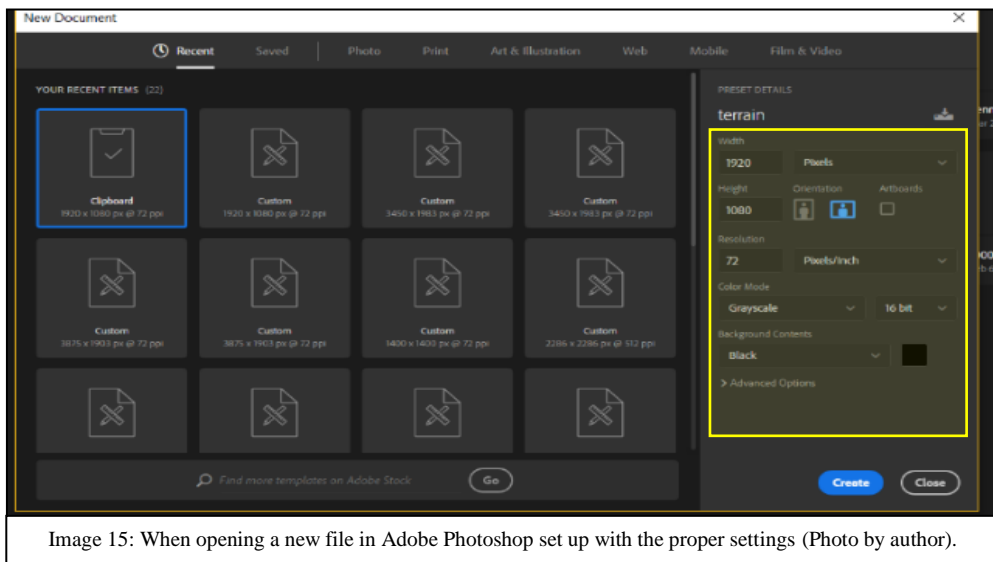 New Document
Recent Saved Photo Print Art & Illustration Web Mobile Film & Video
YOUR RECENT ITEMS (22)
Clipboard
1920 x 1080 px @ 72 ppi
Custom
1920 x 1080 px @ 72 ppi
Custom
3450 x 1983 px @ 72 ppi
Custom
3450 x 1983 px @ 72 ppi
Custom
3875 x 1903 px @ 72 ppi
Custom
3875 x 1903 px @ 72 ppi
Custom
1400 x 1400 px @ 72 ppi
Custom
2286 x 2286 px @ 512 ppi
Find more templates on Adobe Stock Go
PRESET DETAILS
terrain
Width
1920 Pixels
Height Orientation Artboards
1080
Resolution
72 Pixels/Inch
Color Mode
Grayscale 16 bit
Background Contents
Black
> Advanced Options
Create Close
Image 15: When opening a new file in Adobe Photoshop set up with the proper settings (Photo by author).